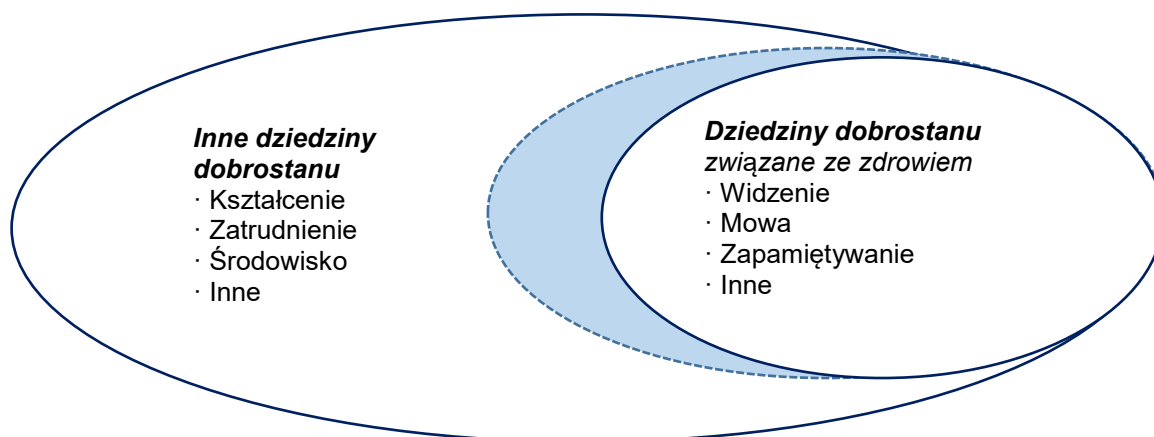 Inne dziedziny
dobrostanu
· Kształcenie
· Zatrudnienie
· Środowisko
· Inne
Dziedziny dobrostanu
związane ze zdrowiem
· Widzenie
· Mowa
· Zapamiętywanie
· Inne